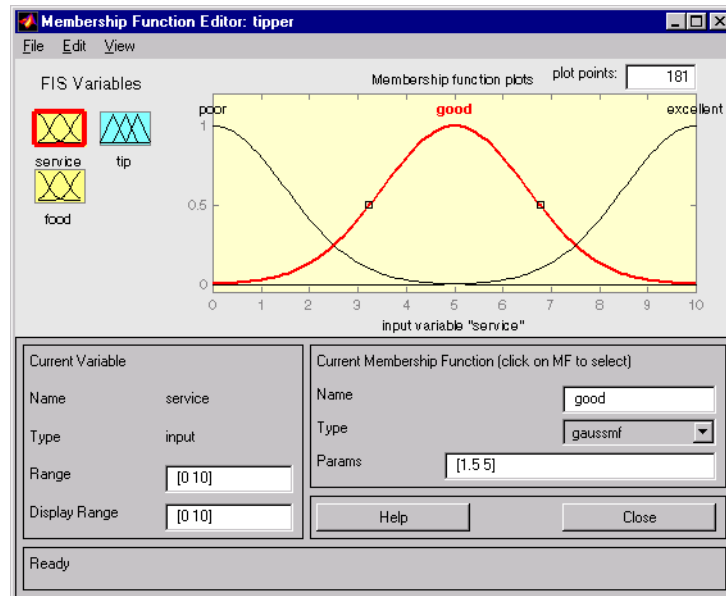 Membership Function Editor: tipper
File Edit View
FIS Variables
service
tip
food
Membership function plots
plot points: 181
poor good excellent
1
0.5
0
0 1 2 3 4 5 6 7 8 9 10
input variable "service"
Current Variable
Name service
Type input
Range [0 10]
Display Range [0 10]
Current Membership Function (click on MF to select)
Name good
Type gaussmf
Params [1.5 5]
Help Close
Ready